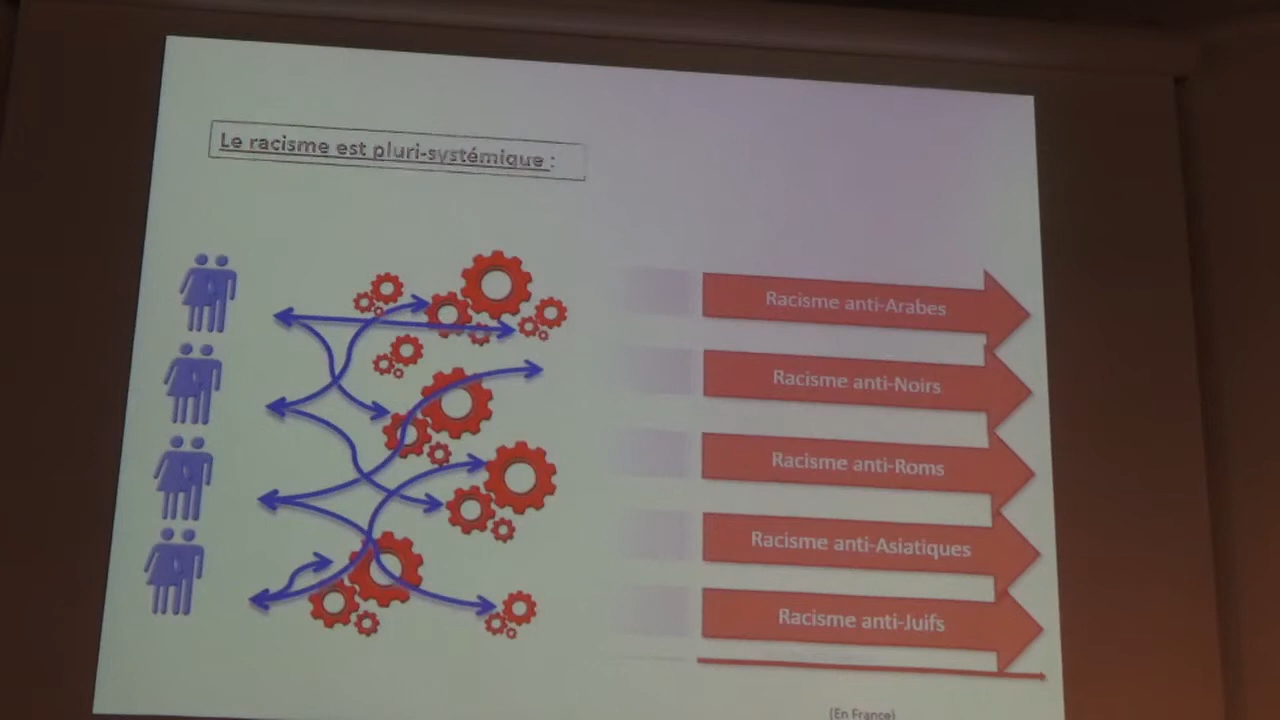 Le racisme est pluri-systémique :
Racisme anti-Arabes
Racisme anti-Noirs
Racisme anti-Roms
Racisme anti-Asiatiques
Racisme anti-Juifs
(En France)